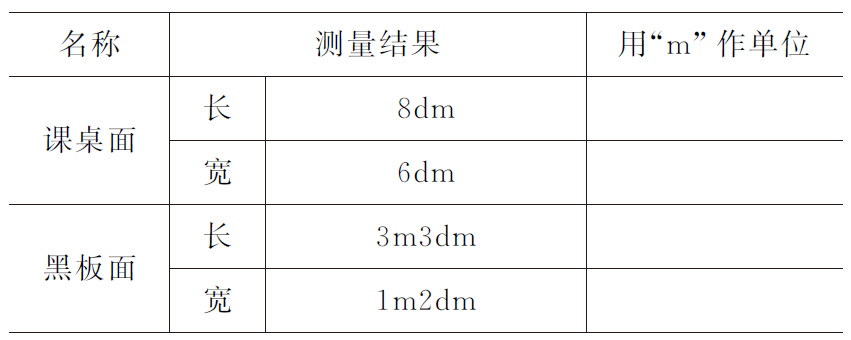 名称 测量结果 用“m”作单位
课桌面 长 8dm
宽 6dm
黑板面 长 3m3dm
宽 1m2dm